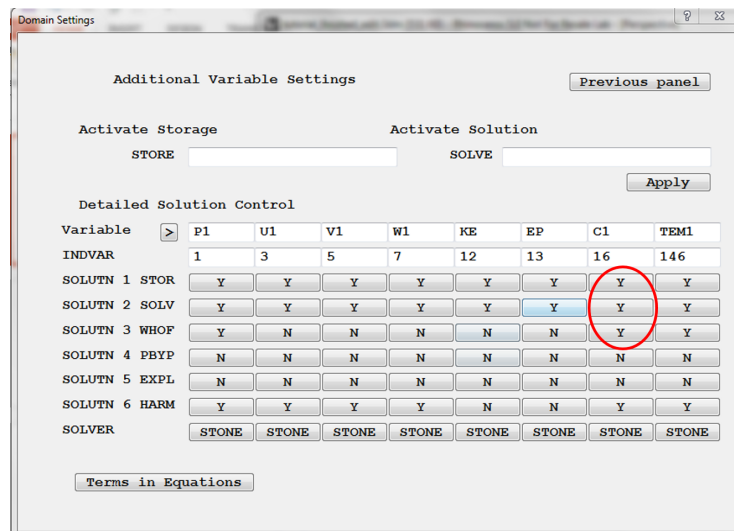 Domain Settings
Additional Variable Settings
Previous panel
Activate Storage Activate Solution
STORE SOLVE
Apply
Detailed Solution Control
Variable > P1 U1 V1 W1 KE EP C1 TEM1
INDVAR 1 3 5 7 12 13 16 146
SOLUTN 1 STOR Y Y Y Y Y Y Y Y
SOLUTN 2 SOLV Y Y Y Y Y Y Y Y
SOLUTN 3 WHOF Y N N N N N Y Y
SOLUTN 4 PBYP N N N N N N N N
SOLUTN 5 EXPL N N N N N N N N
SOLUTN 6 HARM Y Y Y Y N N Y Y
SOLVER STONE STONE STONE STONE STONE STONE STONE STONE
Terms in Equations